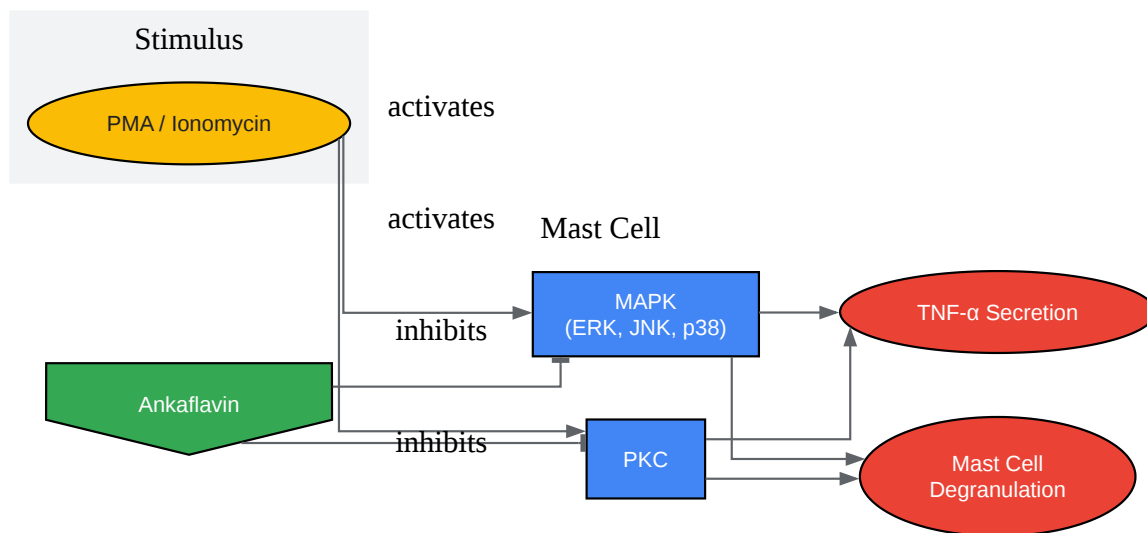 Stimulus
PMA / Ionomycin
activates
activates
Mast Cell
MAPK
(ERK, JNK, p38)
TNF-α Secretion
inhibits
Ankaflavin
inhibits
PKC
Mast Cell
Degranulation